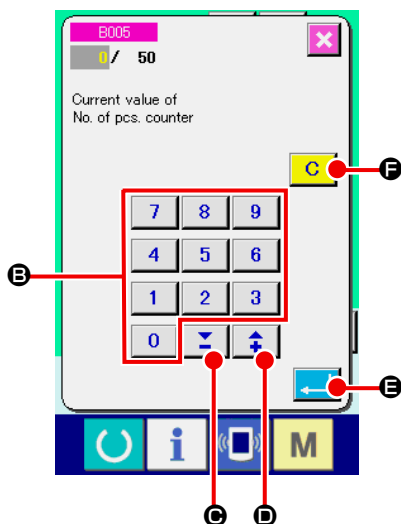 B005
0 / 50
Current value of
No. of pcs. counter
C
F
7 8 9
4 5 6
B
1 2 3
0
E
i M
C D